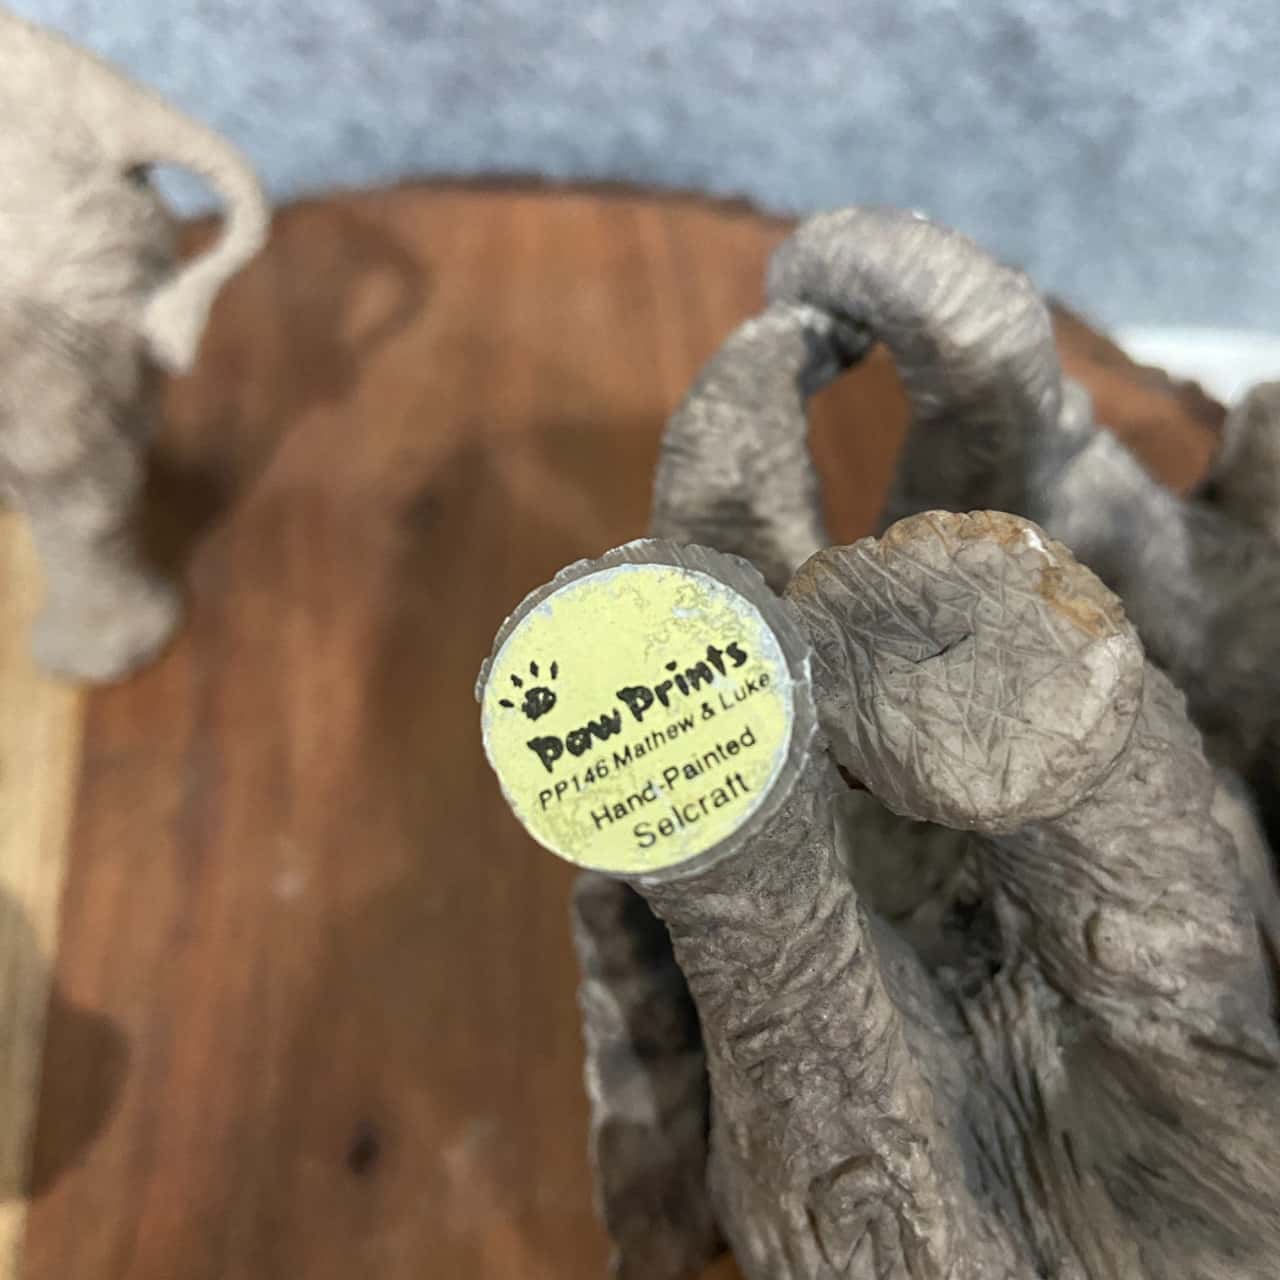 Paw Prints
PP146 Mathew & Luke
Hand-Painted
Selcraft